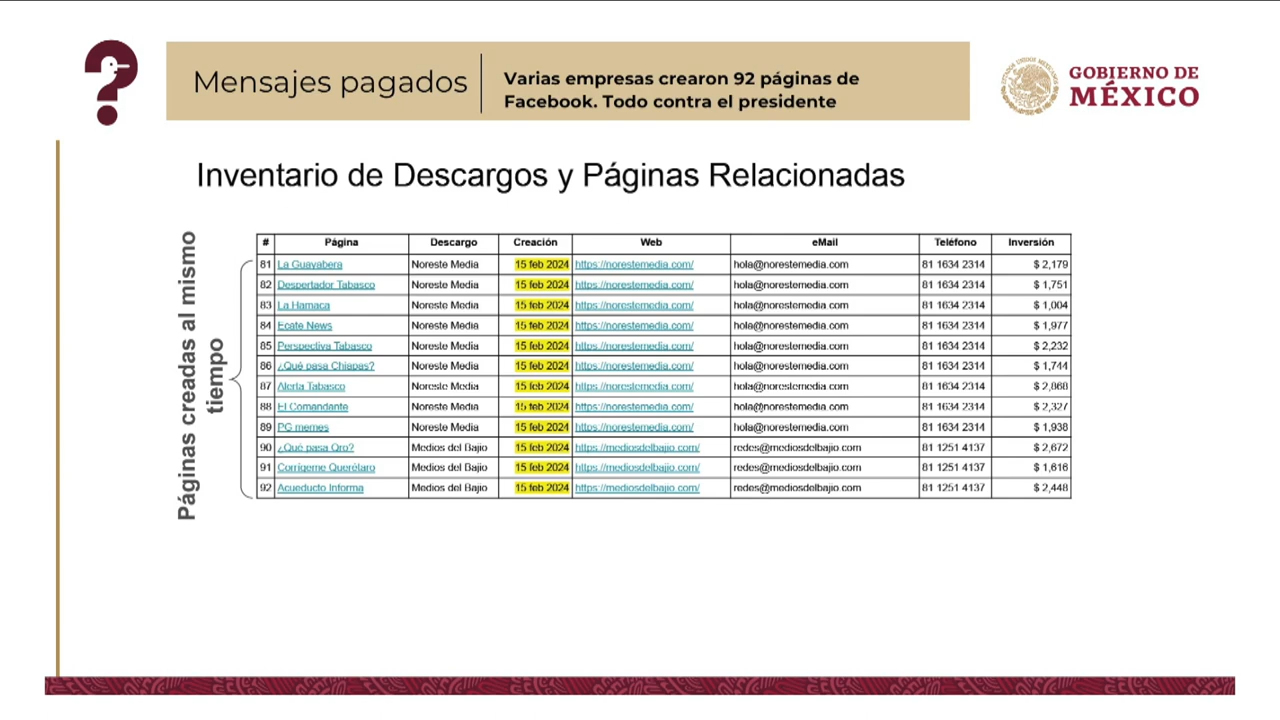 Mensajes pagados
Varias empresas crearon 92 páginas de
Facebook. Todo contra el presidente
GOBIERNO DE
MÉXICO
Inventario de Descargos y Páginas Relacionadas
Páginas creadas al mismo
tiempo
# Página Descargo Creación Web eMail Teléfono Inversión
81 La Guayabera Noreste Media 15 feb 2024 https://norestemedia.com/ hola@norestemedia.com 81 1634 2314 $ 2,179
82 Despertador Tabasco Noreste Media 15 feb 2024 https://norestemedia.com/ hola@norestemedia.com 81 1634 2314 $ 1,751
83 La Hamaca Noreste Media 15 feb 2024 https://norestemedia.com/ hola@norestemedia.com 81 1634 2314 $ 1,004
84 Ecate News Noreste Media 15 feb 2024 https://norestemedia.com/ hola@norestemedia.com 81 1634 2314 $ 1,977
85 Perspectiva Tabasco Noreste Media 15 feb 2024 https://norestemedia.com/ hola@norestemedia.com 81 1634 2314 $ 2,232
86 ¿Qué pasa Chiapas? Noreste Media 15 feb 2024 https://norestemedia.com/ hola@norestemedia.com 81 1634 2314 $ 1,744
87 Alerta Tabasco Noreste Media 15 feb 2024 https://norestemedia.com/ hola@norestemedia.com 81 1634 2314 $ 2,068
88 El Comandante Noreste Media 15 feb 2024 https://norestemedia.com/ hola@norestemedia.com 81 1634 2314 $ 2,327
89 PG memes Noreste Media 15 feb 2024 https://norestemedia.com/ hola@norestemedia.com 81 1634 2314 $ 1,938
90 ¿Qué pasa Qro? Medios del Bajio 15 feb 2024 https://mediosdelbajio.com/ redes@mediosdelbajio.com 81 1251 4137 $ 2,672
91 Corrígeme Querétaro Medios del Bajio 15 feb 2024 https://mediosdelbajio.com/ redes@mediosdelbajio.com 81 1251 4137 $ 1,616
92 Acueducto Informa Medios del Bajio 15 feb 2024 https://mediosdelbajio.com/ redes@mediosdelbajio.com 81 1251 4137 $ 2,448